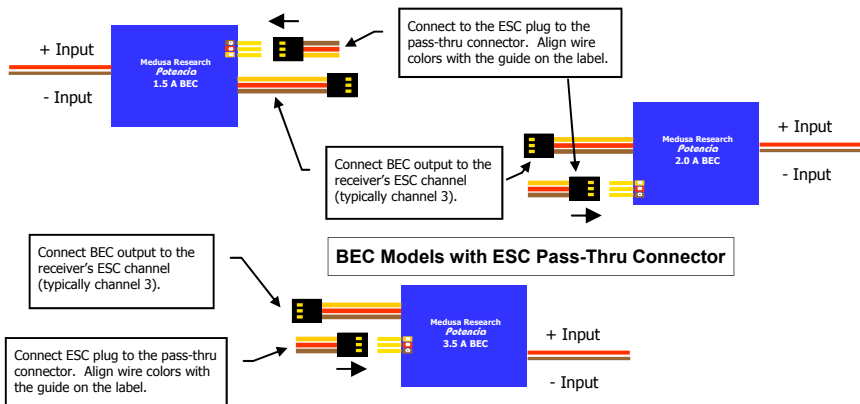 Connect to the ESC plug to the
pass-thru connector. Align wire
colors with the guide on the label.
+ Input
- Input
Medusa Research
Potencia
1.5 A BEC
Connect BEC output to the
receiver's ESC channel
(typically channel 3).
Medusa Research
Potencia
2.0 A BEC
+ Input
- Input
Connect BEC output to the
receiver's ESC channel
(typically channel 3).
BEC Models with ESC Pass-Thru Connector
Medusa Research
Potencia
3.5 A BEC
+ Input
- Input
Connect ESC plug to the pass-thru
connector. Align wire colors with
the guide on the label.